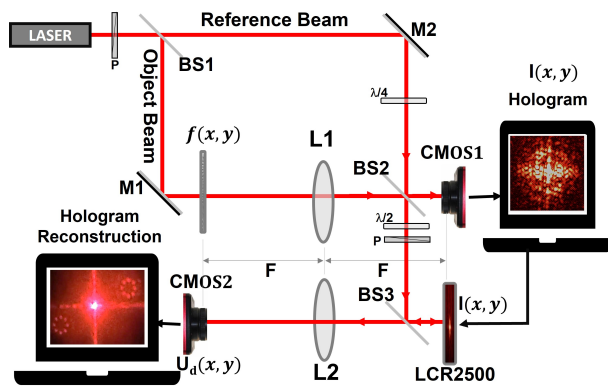 Reference Beam
M2
LASER
P
BS1
I(x, y)
Hologram
λ/4
Object Beam
f(x, y)
L1
BS2
CMOS1
M1
λ/2
P
Hologram
Reconstruction
F
F
CMOS2
BS3
I(x, y)
U_d(x, y)
L2
LCR2500